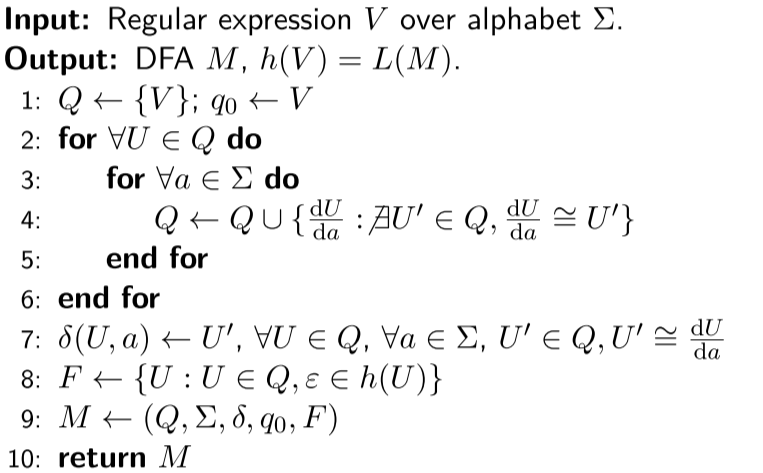 Input: Regular expression V over alphabet Σ.
Output: DFA M, h(V) = L(M).
1: Q ← {V}; q₀ ← V
2: for ∀U ∈ Q do
3: for ∀a ∈ Σ do
4: Q ← Q ∪ {dU/da : ∄U′ ∈ Q, dU/da ≅ U′}
5: end for
6: end for
7: δ(U, a) ← U′, ∀U ∈ Q, ∀a ∈ Σ, U′ ∈ Q, U′ ≅ dU/da
8: F ← {U : U ∈ Q, ε ∈ h(U)}
9: M ← (Q, Σ, δ, q₀, F)
10: return M